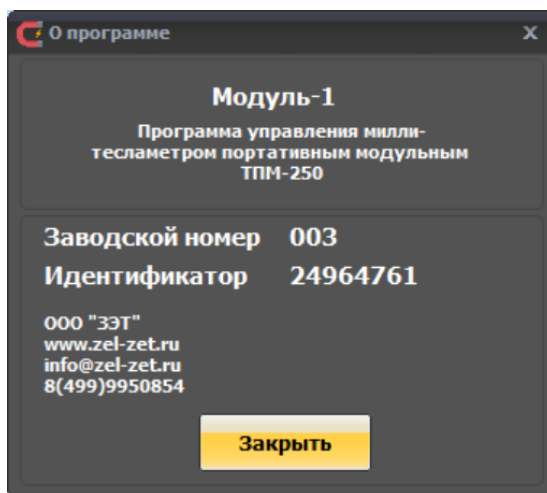 О программе X
Модуль-1
Программа управления милли-
тесламетром портативным модульным
ТПМ-250
Заводской номер 003
Идентификатор 24964761
ООО "ЗЭТ"
www.zel-zet.ru
info@zel-zet.ru
8(499)9950854
Закрыть